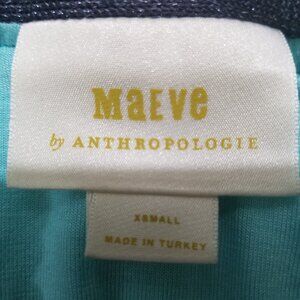 MaEVe
by ANTHROPOLOGIE
XSMALL
MADE IN TURKEY